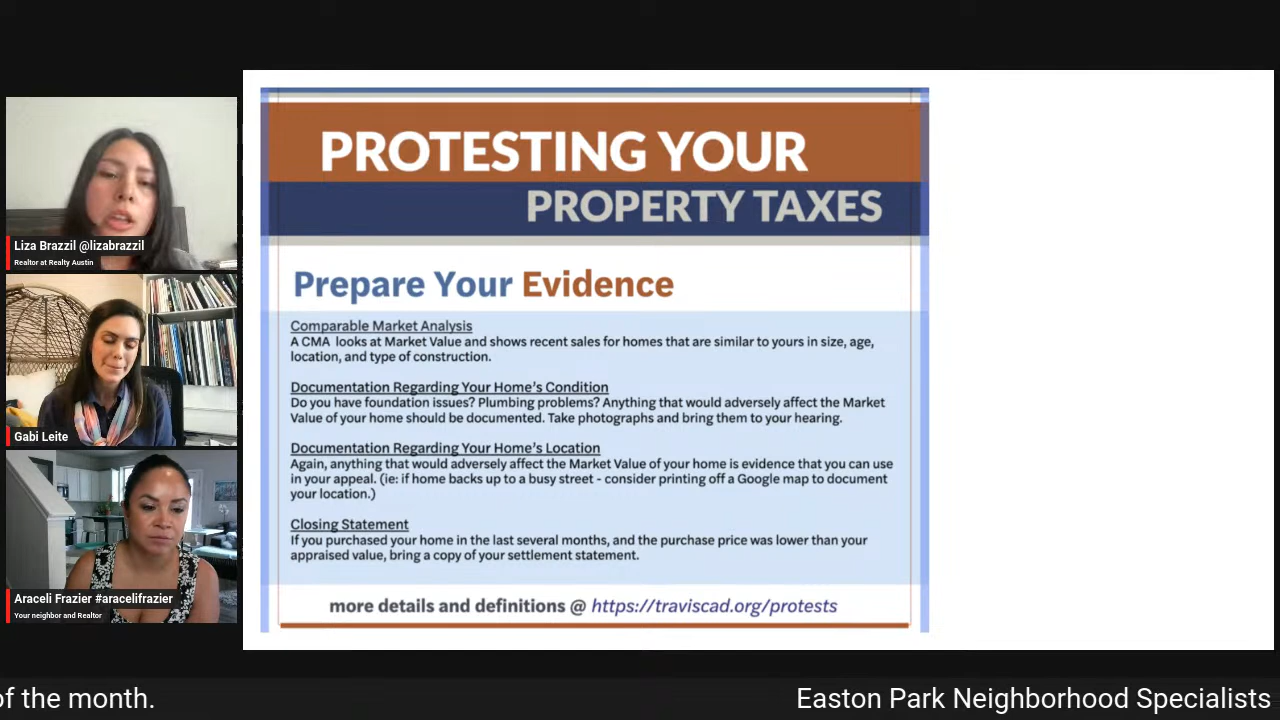 Liza Brazzil @lizabrazzil
Realtor at Realty Austin
Gabi Leite
Araceli Frazier #aracelifrazier
Your neighbor and Realtor
PROTESTING YOUR
PROPERTY TAXES
Prepare Your Evidence
Comparable Market Analysis
A CMA looks at Market Value and shows recent sales for homes that are similar to yours in size, age,
location, and type of construction.
Documentation Regarding Your Home's Condition
Do you have foundation issues? Plumbing problems? Anything that would adversely affect the Market
Value of your home should be documented. Take photographs and bring them to your hearing.
Documentation Regarding Your Home's Location
Again, anything that would adversely affect the Market Value of your home is evidence that you can use
in your appeal. (ie: if home backs up to a busy street - consider printing off a Google map to document
your location.)
Closing Statement
If you purchased your home in the last several months, and the purchase price was lower than your
appraised value, bring a copy of your settlement statement.
more details and definitions @ https://traviscad.org/protests
of the month.
Easton Park Neighborhood Specialists